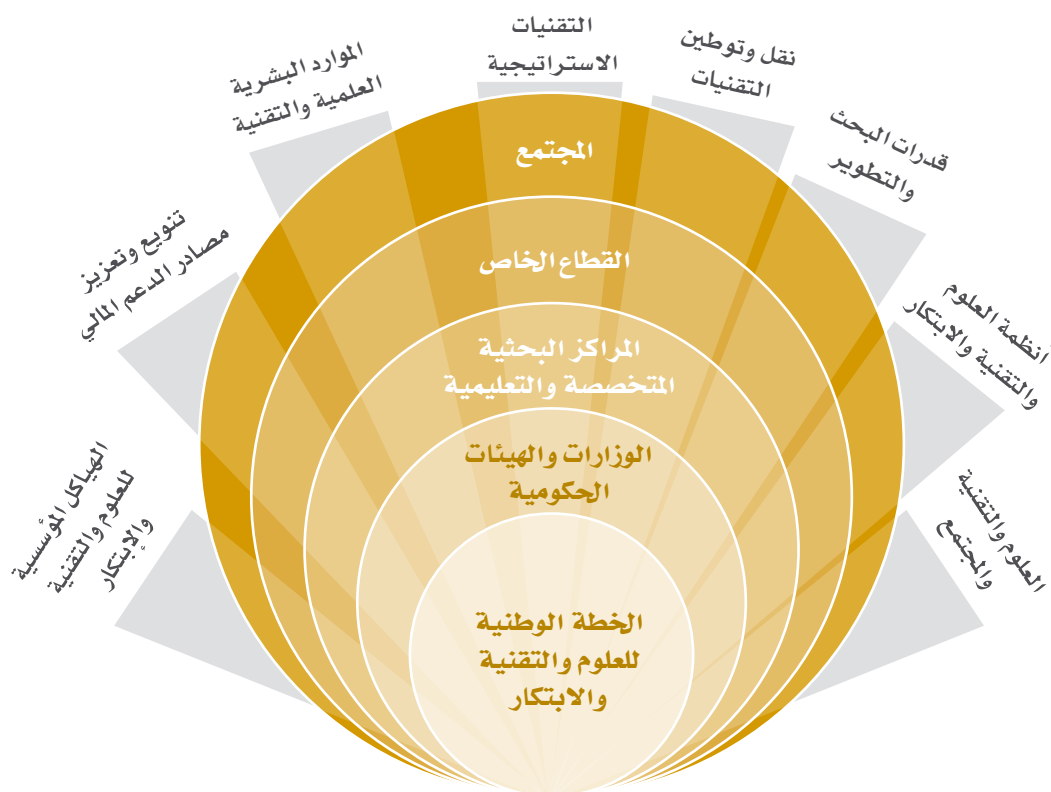 التقنيات
الاستراتيجية
نقل وتوطين
التقنيات
قدرات البحث
والتطوير
أنظمة العلوم
والتقنية والابتكار
العلوم والتقنية
والمجتمع
الموارد البشرية
العلمية والتقنية
تنويع وتعزيز
مصادر الدعم المالي
الهياكل المؤسسية
للعلوم والتقنية
والإبتكار
المجتمع
القطاع الخاص
المراكز البحثية
المتخصصة والتعليمية
الوزارات والهيئات
الحكومية
الخطة الوطنية
للعلوم والتقنية
والابتكار